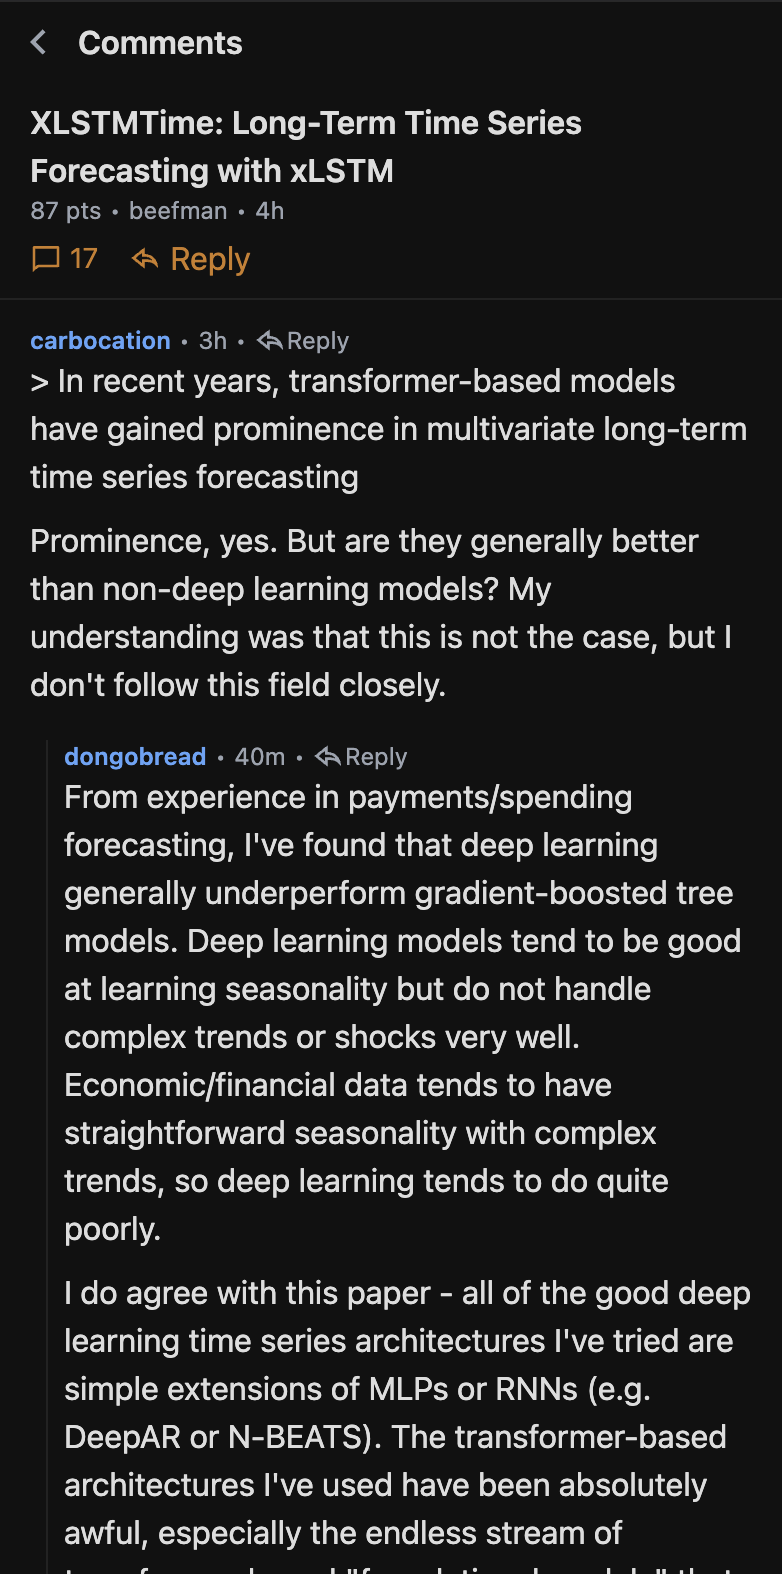 Comments
XLSTMTime: Long-Term Time Series
Forecasting with xLSTM
87 pts • beefman • 4h
17 Reply
carbocation • 3h • Reply
> In recent years, transformer-based models
have gained prominence in multivariate long-term
time series forecasting
Prominence, yes. But are they generally better
than non-deep learning models? My
understanding was that this is not the case, but I
don't follow this field closely.
dongobread • 40m • Reply
From experience in payments/spending
forecasting, I've found that deep learning
generally underperform gradient-boosted tree
models. Deep learning models tend to be good
at learning seasonality but do not handle
complex trends or shocks very well.
Economic/financial data tends to have
straightforward seasonality with complex
trends, so deep learning tends to do quite
poorly.
I do agree with this paper - all of the good deep
learning time series architectures I've tried are
simple extensions of MLPs or RNNs (e.g.
DeepAR or N-BEATS). The transformer-based
architectures I've used have been absolutely
awful, especially the endless stream of